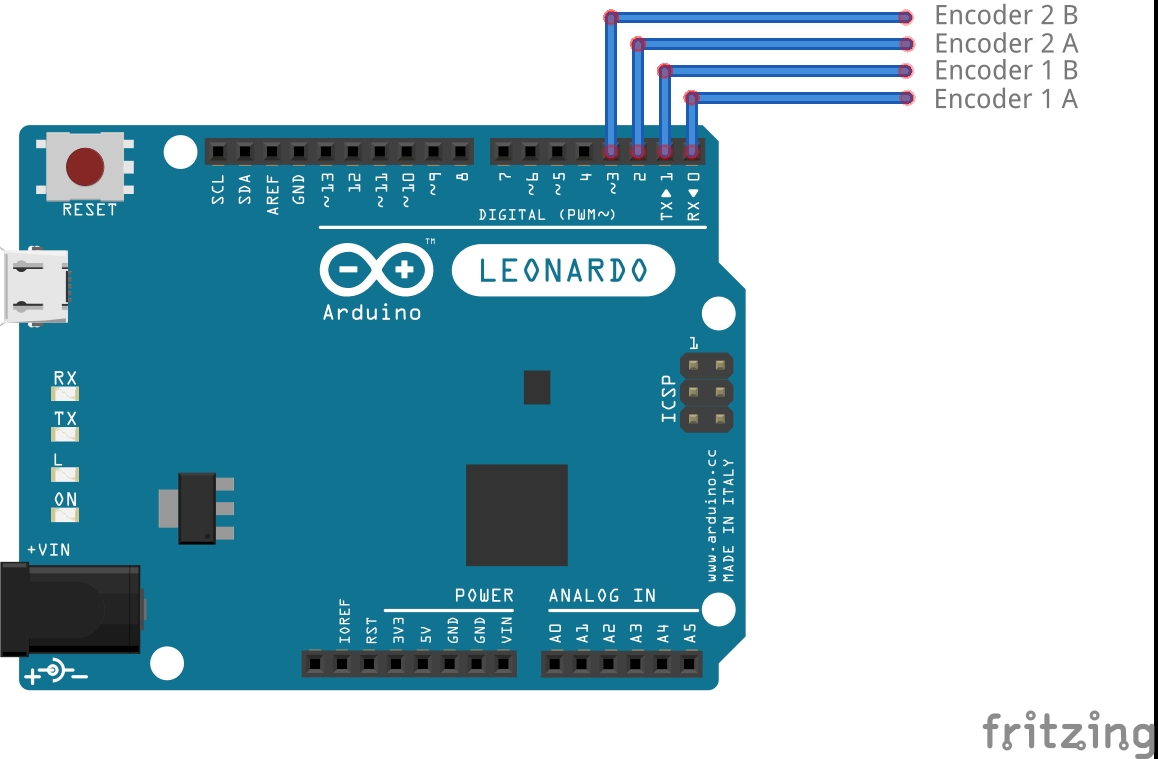 Encoder 2 B
Encoder 2 A
Encoder 1 B
Encoder 1 A
RESET
SCL
SDA
AREF
GND
~13
12
~11
~10
~9
8
7
~6
~5
4
~3
2
TX▶ 1
RX◀ 0
DIGITAL (PWM~)
TM
LEONARDO
Arduino
1
ICSP
RX
TX
L
ON
+VIN
www.arduino.cc
MADE IN ITALY
POWER
ANALOG IN
IOREF
RST
3V3
5V
GND
GND
VIN
A0
A1
A2
A3
A4
A5
fritzing